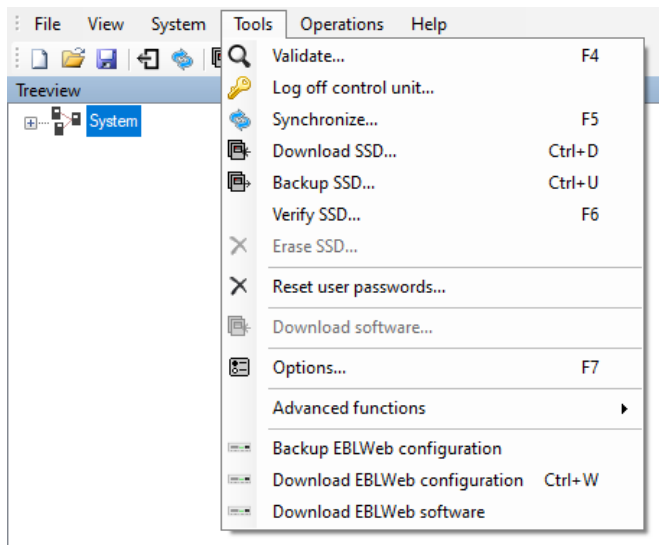 File View System Tools Operations Help
Treeview
System
Validate... F4
Log off control unit...
Synchronize... F5
Download SSD... Ctrl+D
Backup SSD... Ctrl+U
Verify SSD... F6
Erase SSD...
Reset user passwords...
Download software...
Options... F7
Advanced functions
Backup EBLWeb configuration
Download EBLWeb configuration Ctrl+W
Download EBLWeb software